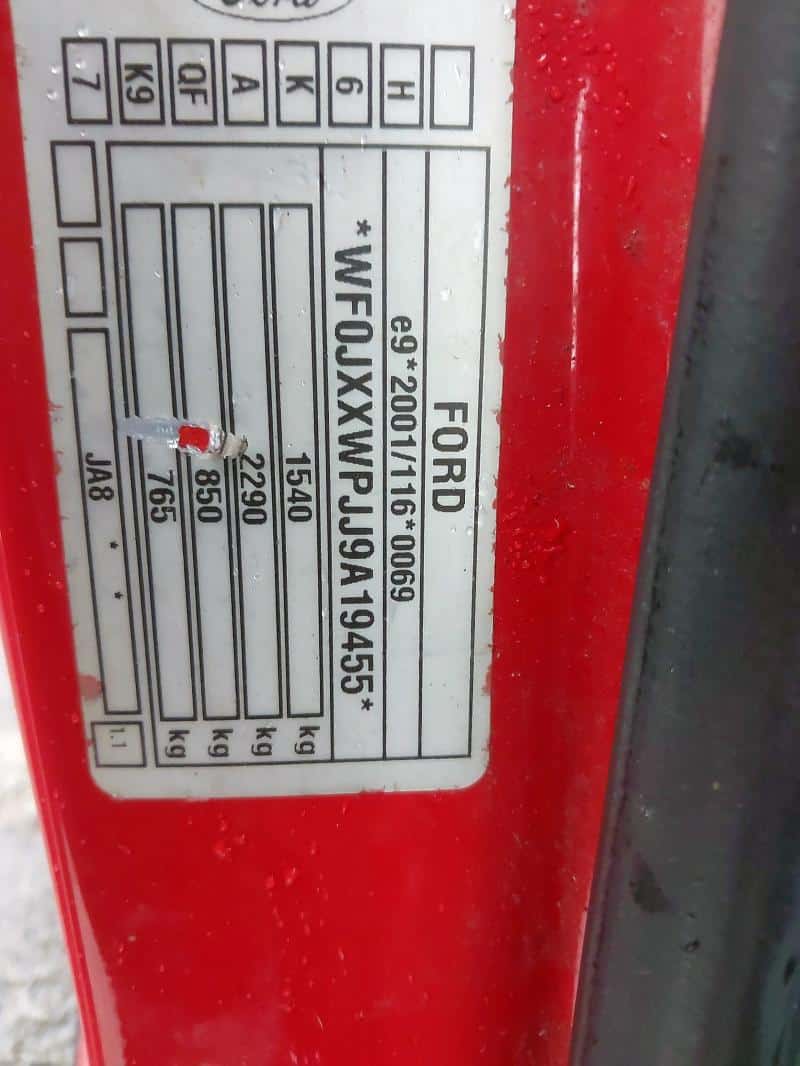 Ford
FORD
e9*2001/116*0069
*WF0JXXWPJJ9A19455*
1540 kg
2290 kg
850 kg
765 kg
JA8 * *
1.1
H
6
K
A
QF
K9
7